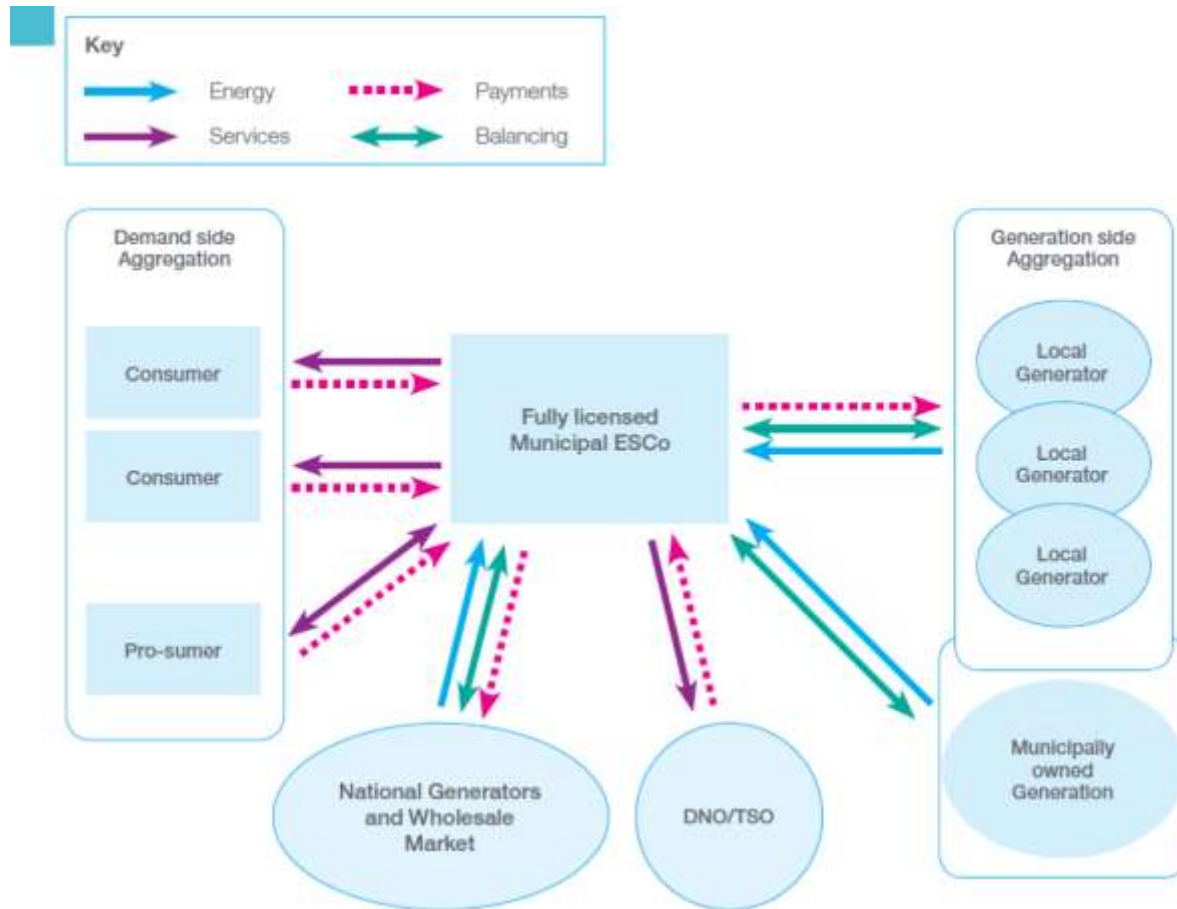 Key
Energy
Payments
Services
Balancing
Demand side
Aggregation
Generation side
Aggregation
Consumer
Consumer
Pro-sumer
Fully licensed
Municipal ESCo
Local
Generator
Local
Generator
Local
Generator
National Generators
and Wholesale
Market
DNO/TSO
Municipally
owned
Generation